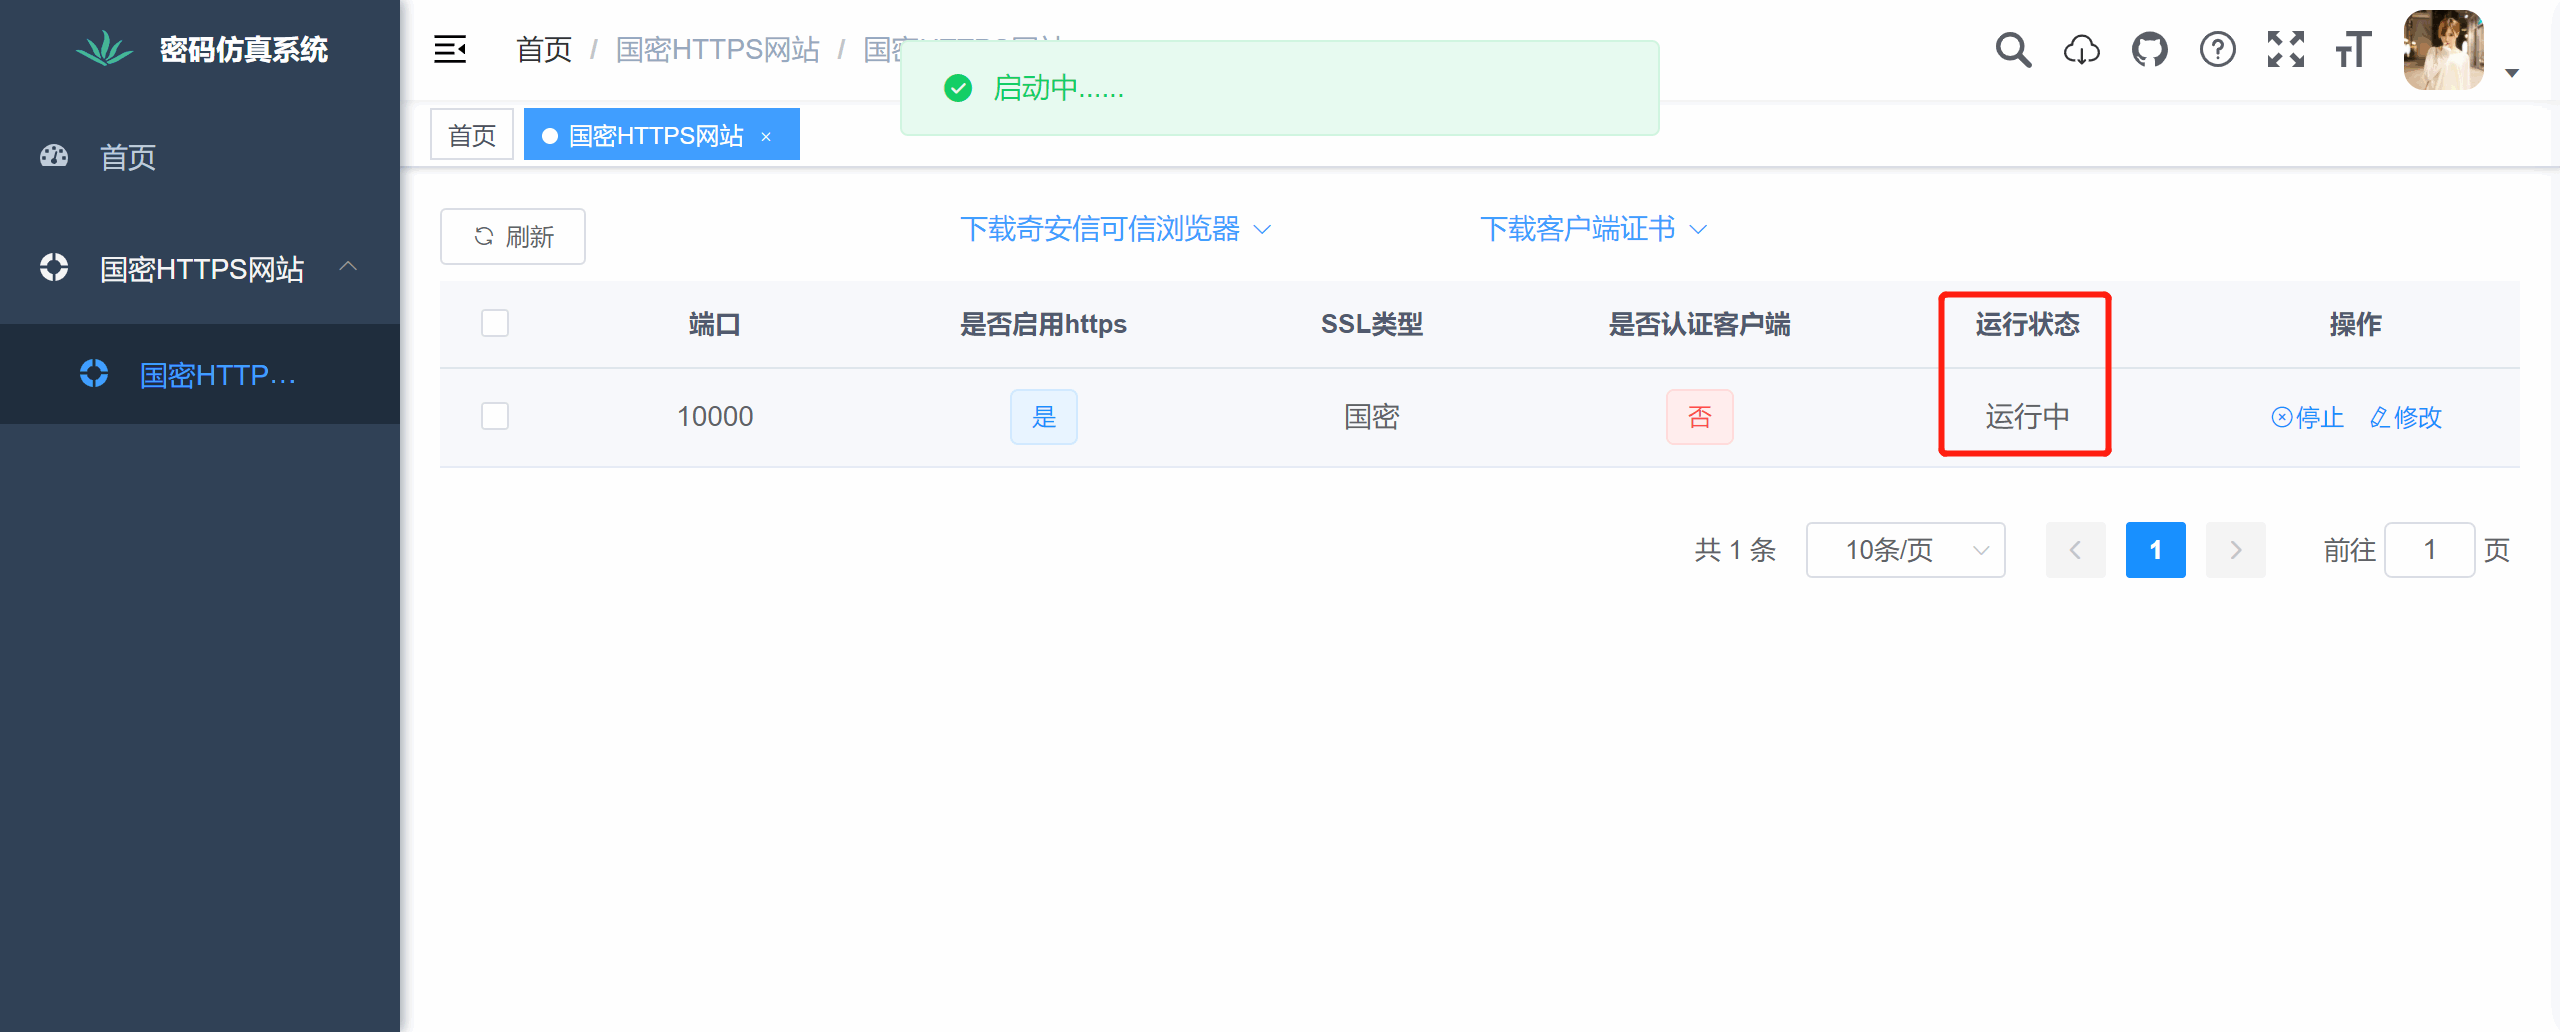 密码仿真系统
首页
国密HTTPS网站
国密HTTP...
首页 / 国密HTTPS网站 /
启动中......
首页
国密HTTPS网站 ×
刷新
下载奇安信可信浏览器
下载客户端证书
端口 是否启用https SSL类型 是否认证客户端 运行状态 操作
10000 是 国密 否 运行中 停止 修改
共 1 条 10条/页 1 前往 1 页